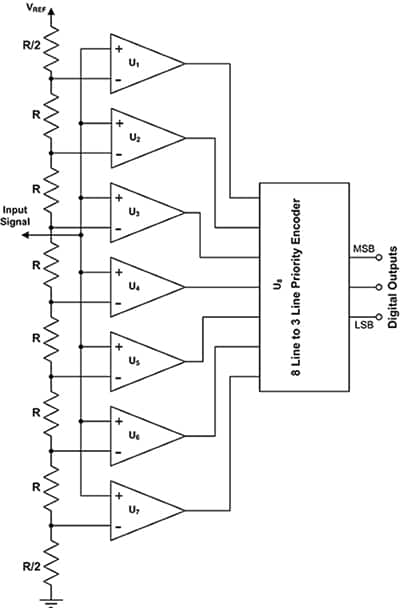 VREF
R/2
+
U1
−
R
+
U2
−
R
+
U3
−
Input
Signal
R
+
U4
−
R
+
U5
−
R
+
U6
−
R
+
U7
−
R/2
U8
8 Line to 3 Line Priority Encoder
MSB
LSB
Digital Outputs